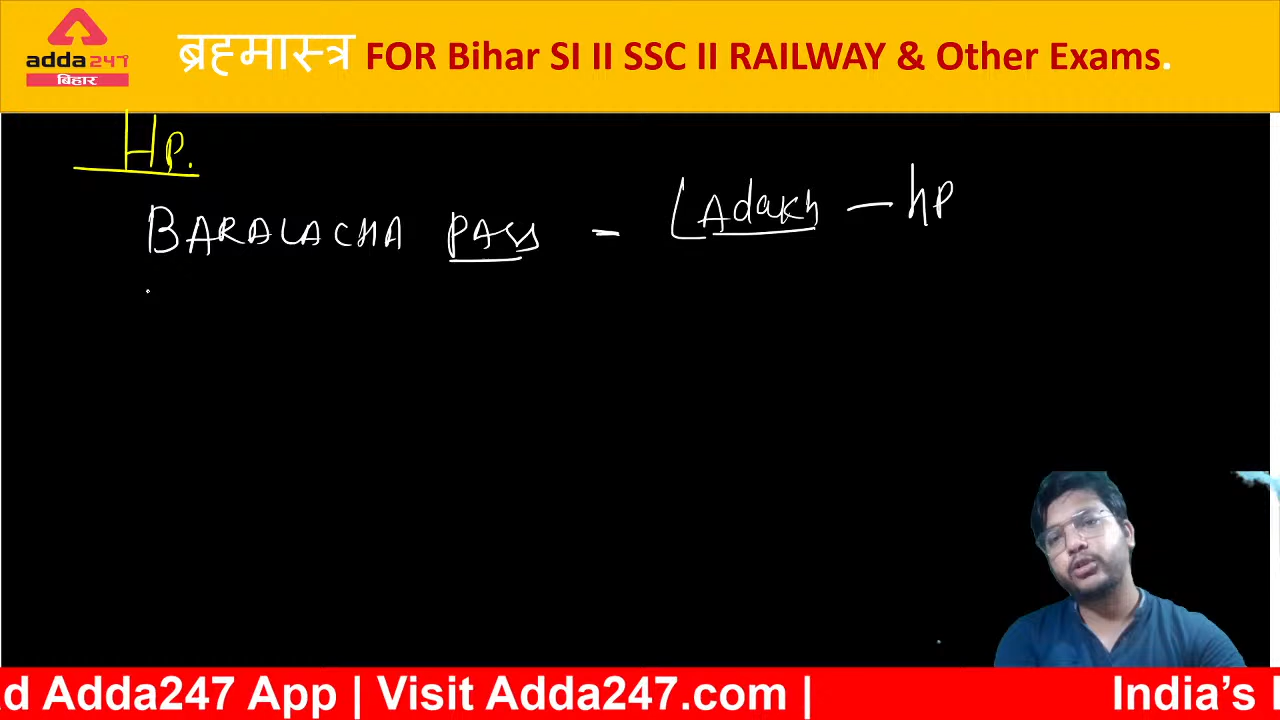 adda247
बिहार
ब्रह्मास्त्र FOR Bihar SI II SSC II RAILWAY & Other Exams.
HP.
BARALACHA PASS - LAdakh - hp
ad Adda247 App | Visit Adda247.com | India's